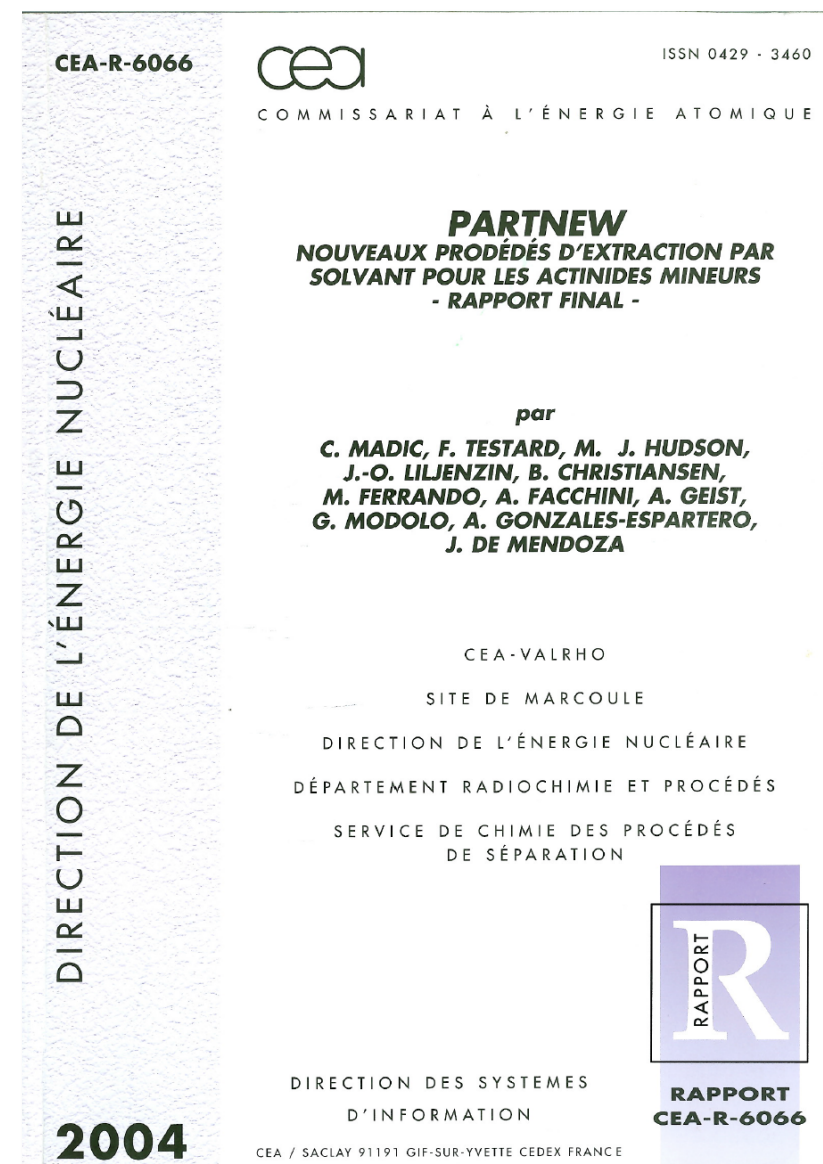 CEA-R-6066
cea
ISSN 0429 - 3460
COMMISSARIAT À L'ÉNERGIE ATOMIQUE
DIRECTION DE L'ÉNERGIE NUCLÉAIRE
PARTNEW
NOUVEAUX PRODÉDÉS D'EXTRACTION PAR
SOLVANT POUR LES ACTINIDES MINEURS
- RAPPORT FINAL -
par
C. MADIC, F. TESTARD, M. J. HUDSON,
J.-O. LILJENZIN, B. CHRISTIANSEN,
M. FERRANDO, A. FACCHINI, A. GEIST,
G. MODOLO, A. GONZALES-ESPARTERO,
J. DE MENDOZA
CEA-VALRHO
SITE DE MARCOULE
DIRECTION DE L'ÉNERGIE NUCLÉAIRE
DÉPARTEMENT RADIOCHIMIE ET PROCÉDÉS
SERVICE DE CHIMIE DES PROCÉDÉS
DE SÉPARATION
R
RAPPORT
RAPPORT
CEA-R-6066
DIRECTION DES SYSTEMES
D'INFORMATION
2004
CEA / SACLAY 91191 GIF-SUR-YVETTE CEDEX FRANCE